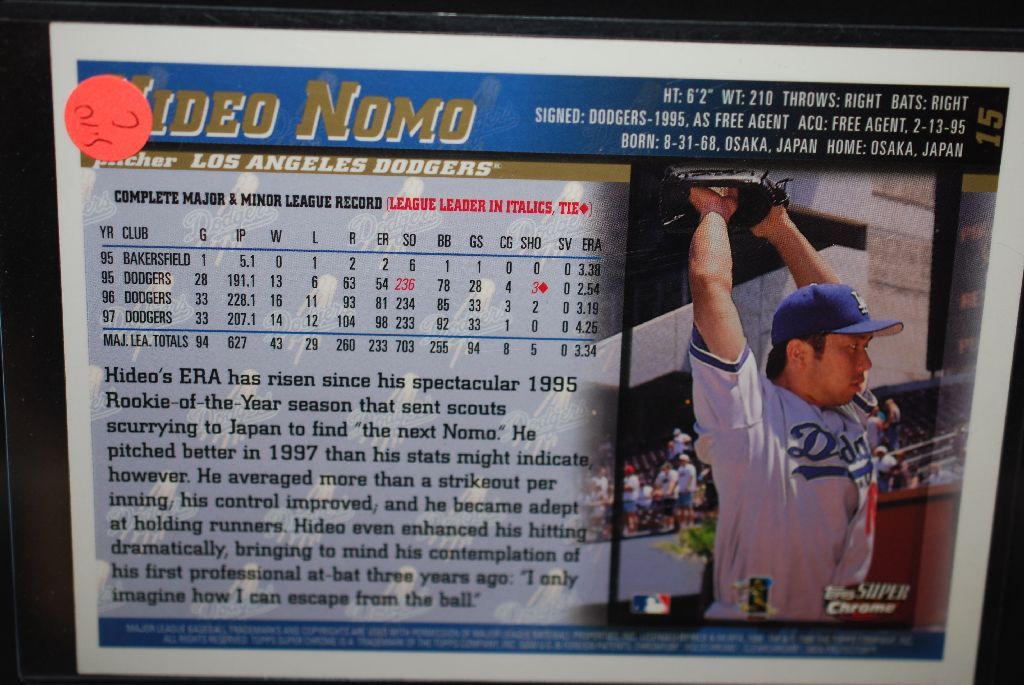 HIDEO NOMO
HT: 6'2" WT: 210 THROWS: RIGHT BATS: RIGHT
SIGNED: DODGERS-1995, AS FREE AGENT ACQ: FREE AGENT, 2-13-95
BORN: 8-31-68, OSAKA, JAPAN HOME: OSAKA, JAPAN
15
pitcher LOS ANGELES DODGERS
COMPLETE MAJOR & MINOR LEAGUE RECORD (LEAGUE LEADER IN ITALICS, TIE◆)
YR CLUB G IP W L R ER SO BB GS CG SHO SV ERA
95 BAKERSFIELD 1 5.1 0 1 2 2 6 1 1 0 0 0 3.38
95 DODGERS 28 191.1 13 6 63 54 236 78 28 4 3◆ 0 2.54
96 DODGERS 33 228.1 16 11 93 81 234 85 33 3 2 0 3.19
97 DODGERS 33 207.1 14 12 104 98 233 92 33 1 0 0 4.25
MAJ. LEA. TOTALS 94 627 43 29 260 233 703 255 94 8 5 0 3.34
Hideo's ERA has risen since his spectacular 1995
Rookie-of-the-Year season that sent scouts
scurrying to Japan to find "the next Nomo." He
pitched better in 1997 than his stats might indicate,
however. He averaged more than a strikeout per
inning, his control improved, and he became adept
at holding runners. Hideo even enhanced his hitting
dramatically, bringing to mind his contemplation of
his first professional at-bat three years ago: "I only
imagine how I can escape from the ball."
Topps SUPER
Chrome